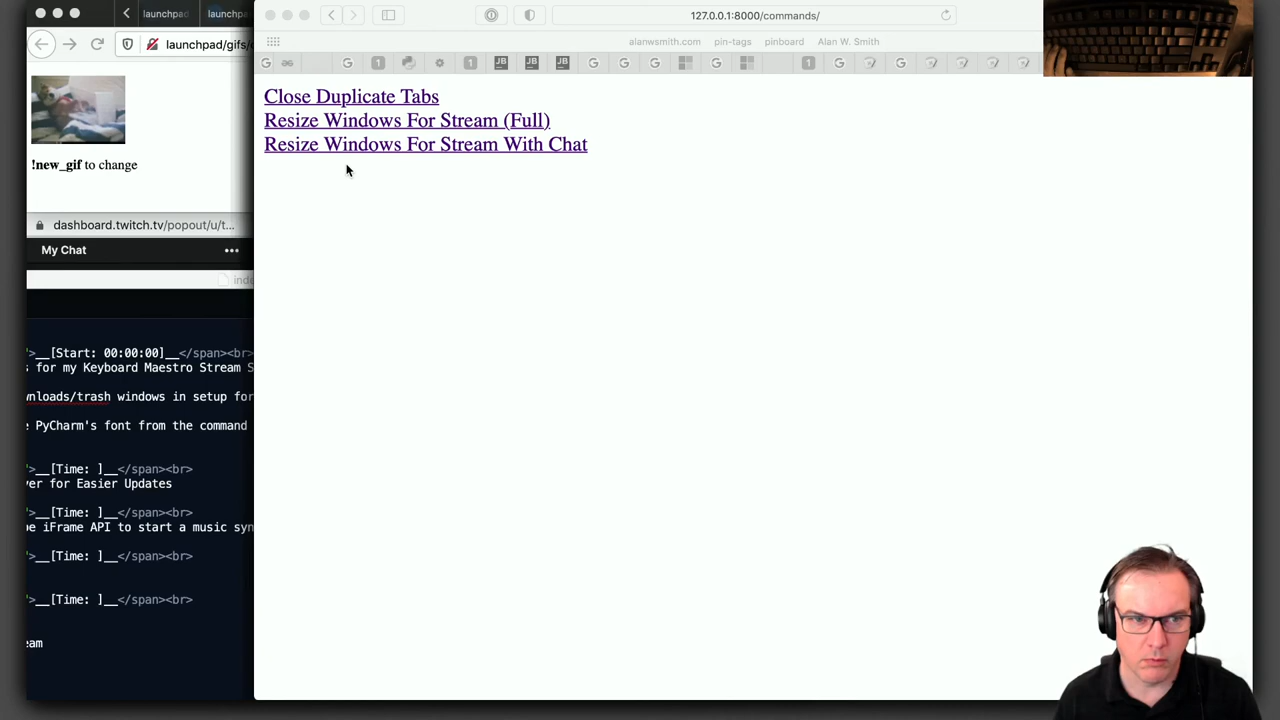 launchpad
launchpad
launchpad/gifs/
!new_gif to change
dashboard.twitch.tv/popout/u/t...
My Chat
inde
>__[Start: 00:00:00]__</span><br>
s for my Keyboard Maestro Stream S
wnloads/trash windows in setup for
e PyCharm's font from the command
>__[Time: ]__</span><br>
ver for Easier Updates
>__[Time: ]__</span><br>
be iFrame API to start a music syn
>__[Time: ]__</span><br>
>__[Time: ]__</span><br>
eam
127.0.0.1:8000/commands/
alanwsmith.com pin-tags pinboard Alan W. Smith
Close Duplicate Tabs
Resize Windows For Stream (Full)
Resize Windows For Stream With Chat